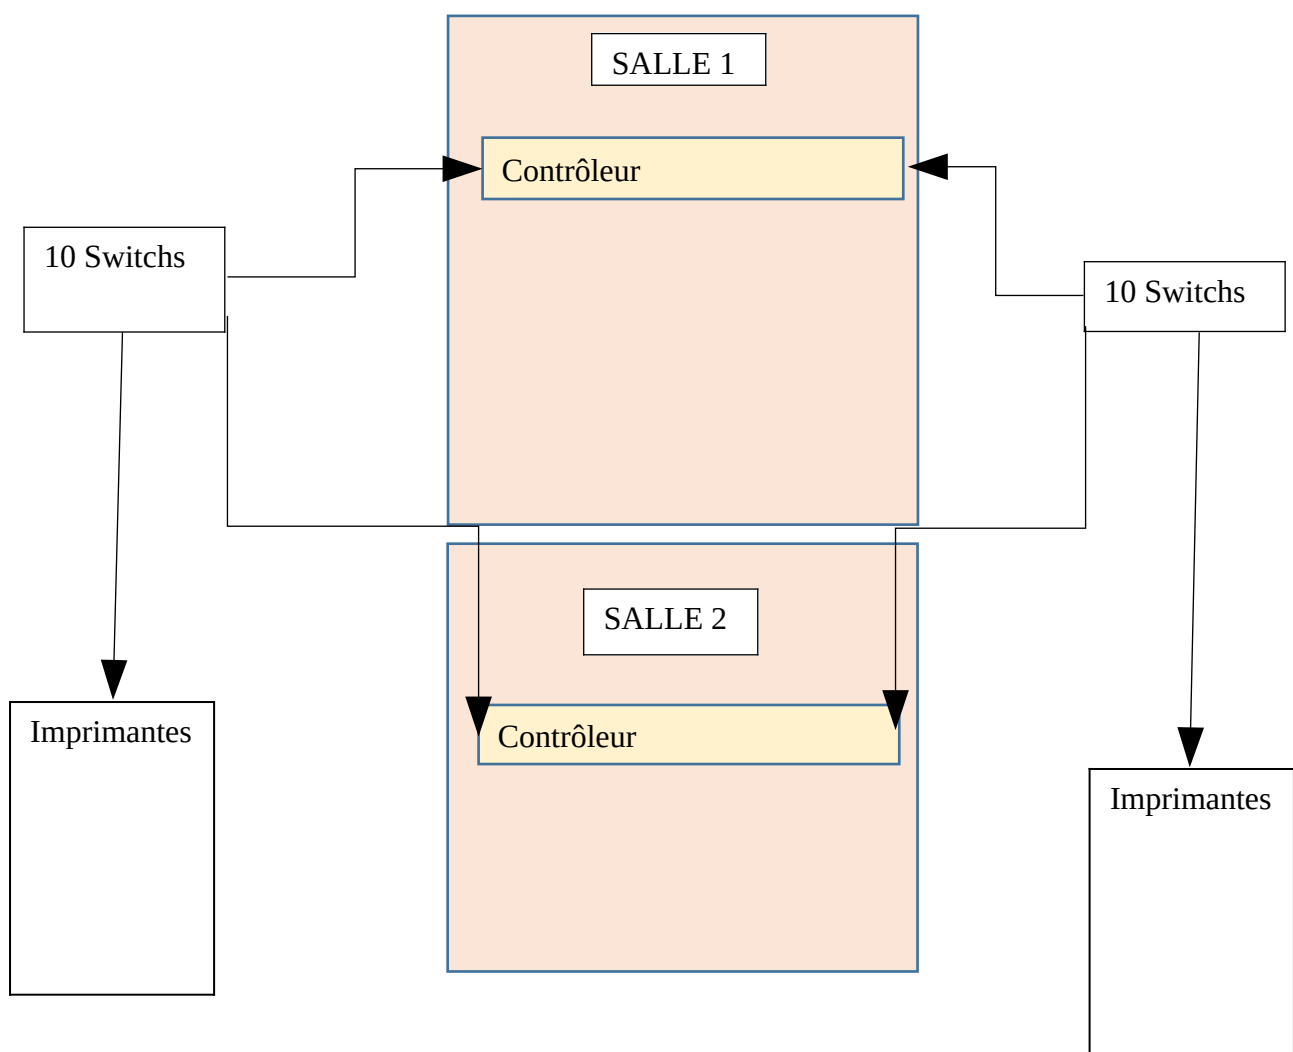 SALLE 1
Contrôleur
10 Switchs
10 Switchs
SALLE 2
Contrôleur
Imprimantes
Imprimantes